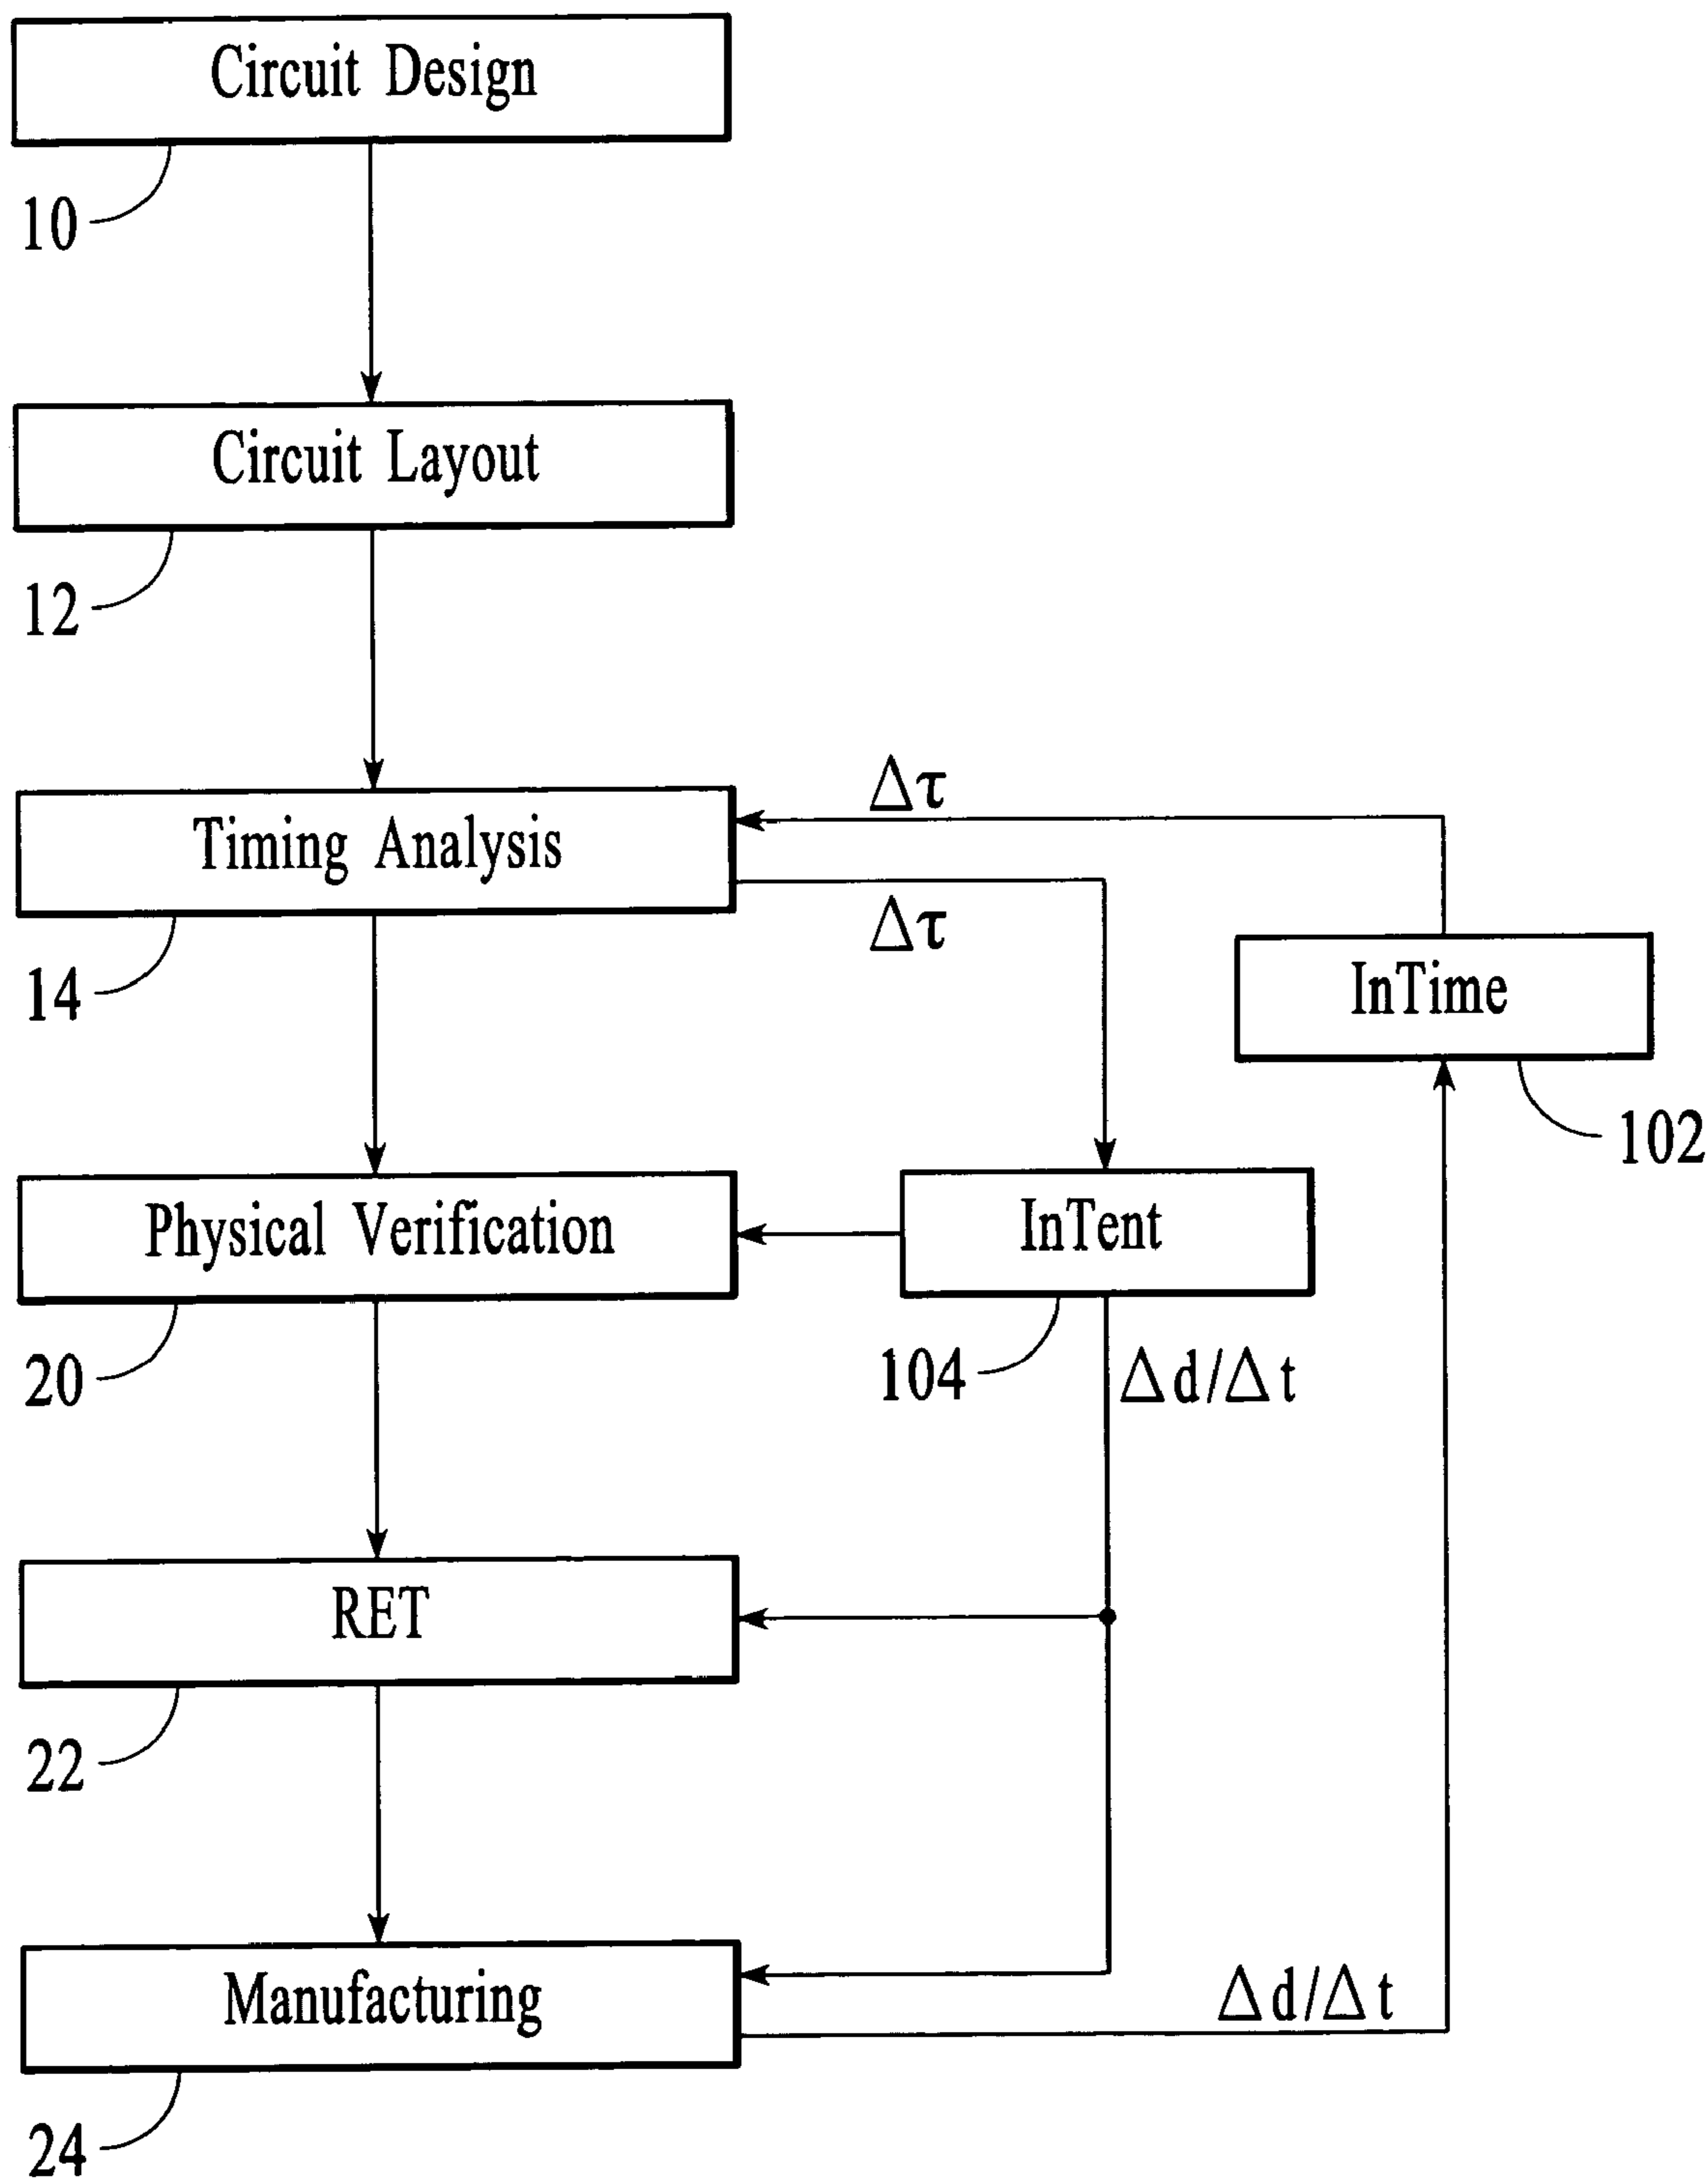 Circuit Design
10
Circuit Layout
12
Δτ
Timing Analysis
Δτ
14
InTime
102
Physical Verification
InTent
20
104
Δd/Δt
RET
22
Manufacturing
Δd/Δt
24